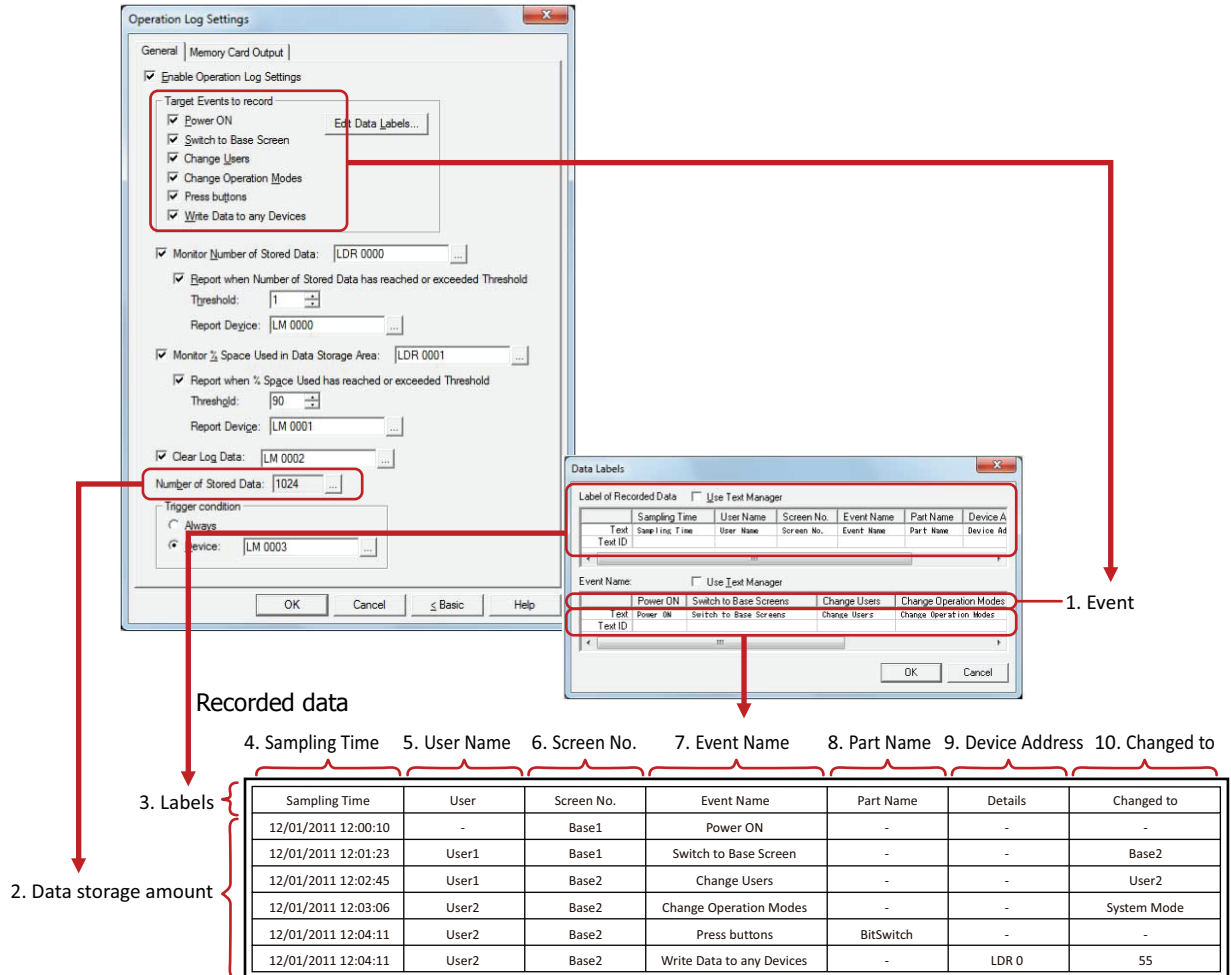 Operation Log Settings
General
Memory Card Output
Enable Operation Log Settings
Target Events to record
Power ON
Edit Data Labels...
Switch to Base Screen
Change Users
Change Operation Modes
Press buttons
Write Data to any Devices
Monitor Number of Stored Data: LDR 0000 ...
Report when Number of Stored Data has reached or exceeded Threshold
Threshold: 1
Report Device: LM 0000 ...
Monitor % Space Used in Data Storage Area: LDR 0001 ...
Report when % Space Used has reached or exceeded Threshold
Threshold: 90
Report Device: LM 0001 ...
Clear Log Data: LM 0002 ...
Number of Stored Data: 1024 ...
Trigger condition
Always
Device: LM 0003 ...
OK Cancel ≤ Basic Help
Data Labels
Label of Recorded Data Use Text Manager
Sampling Time User Name Screen No. Event Name Part Name Device A
Text Sampling Time User Name Screen No. Event Name Part Name Device Ad
Text ID
Event Name: Use Text Manager
Power ON Switch to Base Screens Change Users Change Operation Modes
Text Power ON Switch to Base Screens Change Users Change Operation Modes
Text ID
OK Cancel
1. Event
Recorded data
4. Sampling Time 5. User Name 6. Screen No. 7. Event Name 8. Part Name 9. Device Address 10. Changed to
3. Labels
Sampling Time User Screen No. Event Name Part Name Details Changed to
12/01/2011 12:00:10 - Base1 Power ON - - -
12/01/2011 12:01:23 User1 Base1 Switch to Base Screen - - Base2
12/01/2011 12:02:45 User1 Base2 Change Users - - User2
2. Data storage amount
12/01/2011 12:03:06 User2 Base2 Change Operation Modes - - System Mode
12/01/2011 12:04:11 User2 Base2 Press buttons BitSwitch - -
12/01/2011 12:04:11 User2 Base2 Write Data to any Devices - LDR 0 55